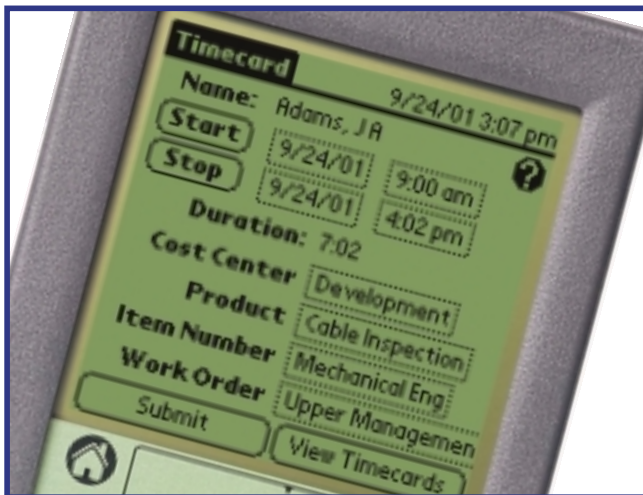 Timecard 9/24/01 3:07 pm
Name: Adams, J A
Start 9/24/01 9:00 am
Stop 9/24/01 4:02 pm
Duration: 7:02
Cost Center Development
Product Cable Inspection
Item Number Mechanical Eng
Work Order Upper Managemen
Submit View Timecards
?